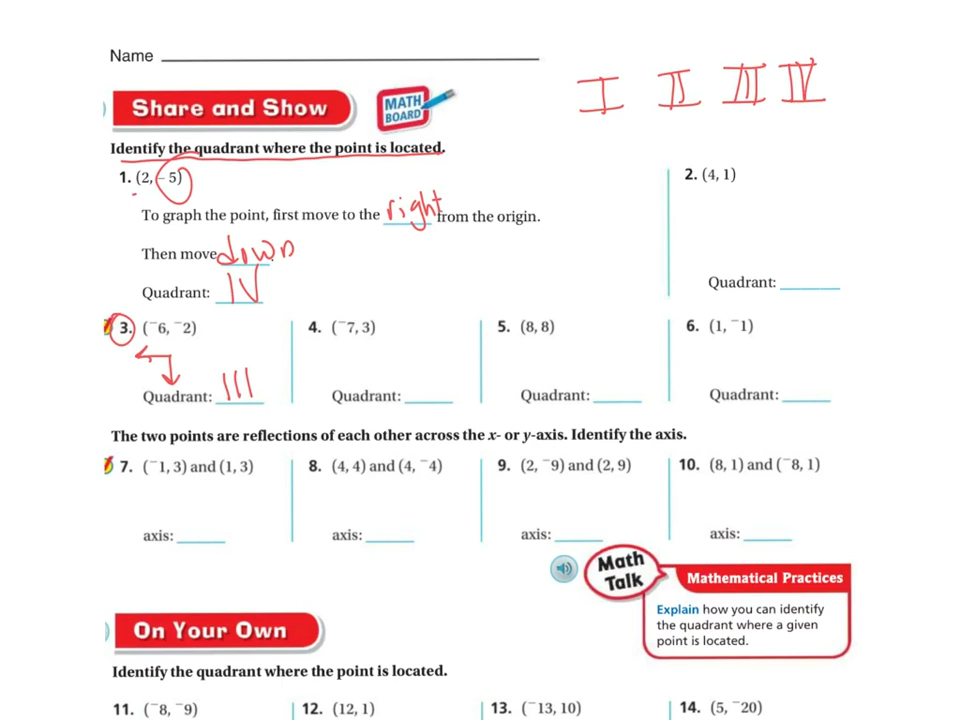 Name
I II III IV
Share and Show
MATH BOARD
Identify the quadrant where the point is located.
1. (2, −5)
To graph the point, first move to the right from the origin.
Then move down
Quadrant: IV
2. (4, 1)
Quadrant:
3. (⁻6, ⁻2)
Quadrant: III
4. (⁻7, 3)
Quadrant:
5. (8, 8)
Quadrant:
6. (1, ⁻1)
Quadrant:
The two points are reflections of each other across the x- or y-axis. Identify the axis.
7. (⁻1, 3) and (1, 3)
axis:
8. (4, 4) and (4, ⁻4)
axis:
9. (2, ⁻9) and (2, 9)
axis:
10. (8, 1) and (⁻8, 1)
axis:
Math
Talk
Mathematical Practices
Explain how you can identify
the quadrant where a given
point is located.
On Your Own
Identify the quadrant where the point is located.
11. (⁻8, ⁻9)
12. (12, 1)
13. (⁻13, 10)
14. (5, ⁻20)